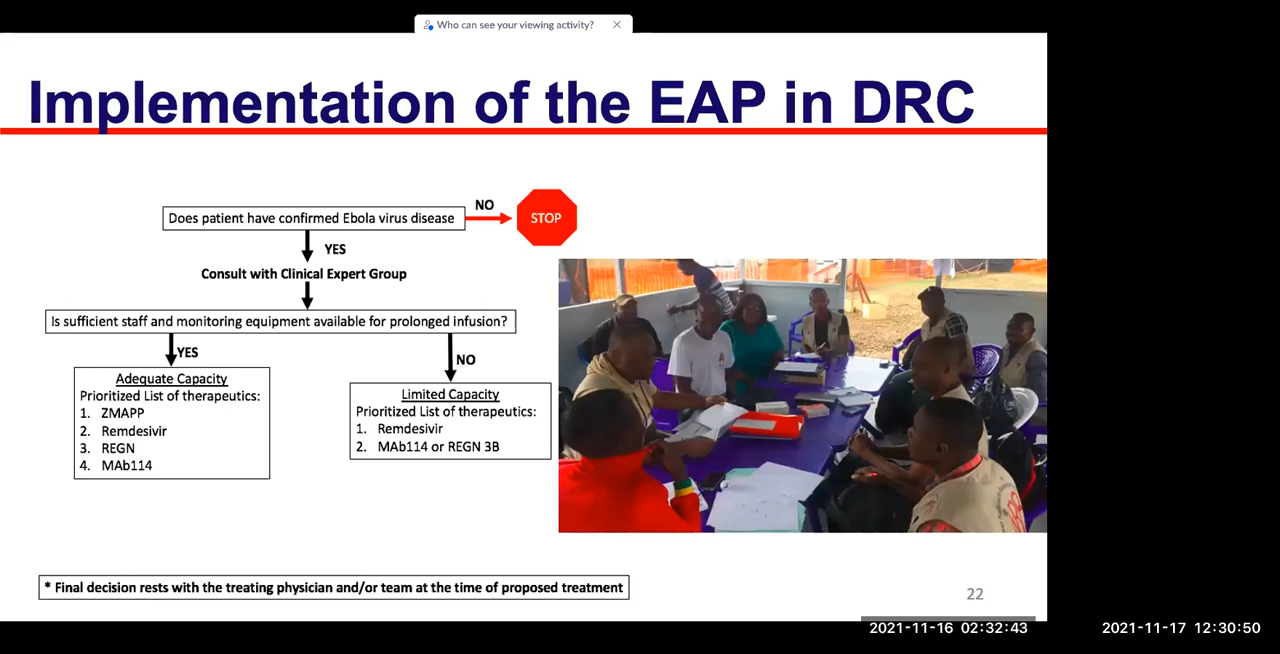 Who can see your viewing activity?
Implementation of the EAP in DRC
Does patient have confirmed Ebola virus disease
NO
STOP
YES
Consult with Clinical Expert Group
Is sufficient staff and monitoring equipment available for prolonged infusion?
YES
NO
Adequate Capacity
Prioritized List of therapeutics:
1. ZMAPP
2. Remdesivir
3. REGN
4. MAb114
Limited Capacity
Prioritized List of therapeutics:
1. Remdesivir
2. MAb114 or REGN 3B
* Final decision rests with the treating physician and/or team at the time of proposed treatment
22
2021-11-16 02:32:43
2021-11-17 12:30:50